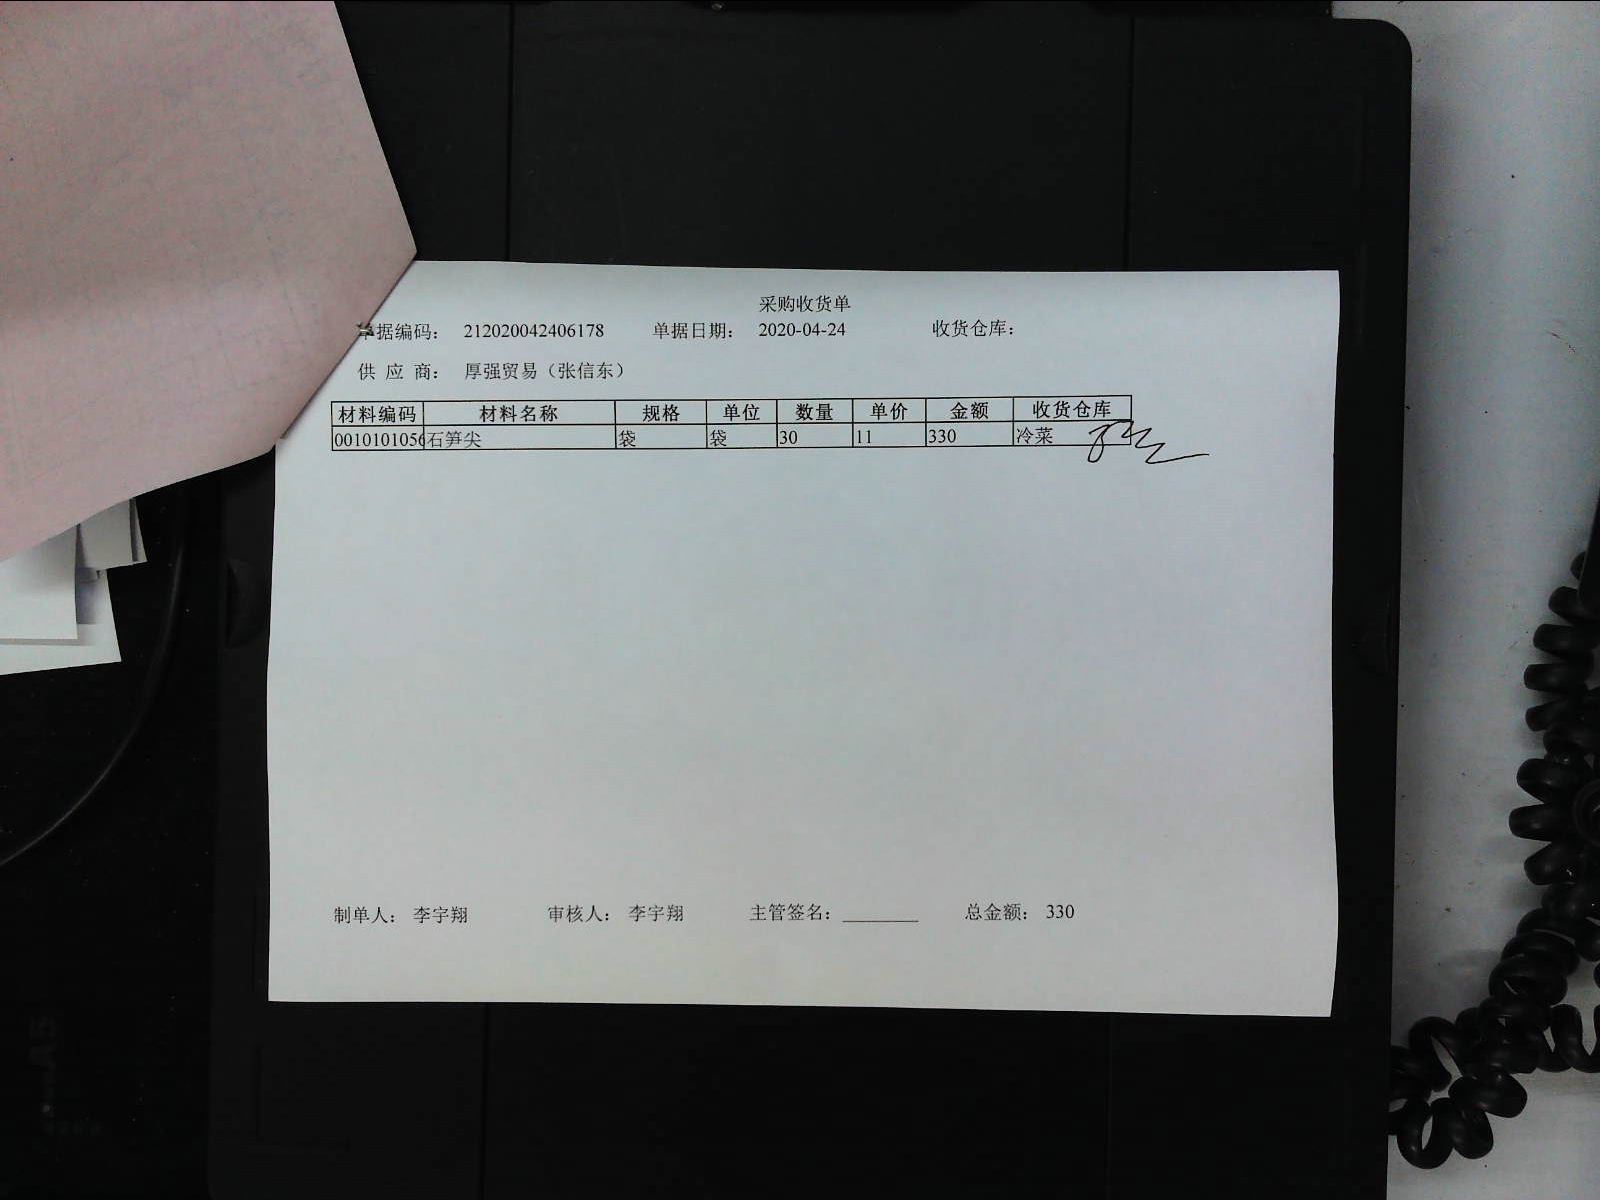 采购收货单
单据编码： 212020042406178 单据日期： 2020-04-24 收货仓库：
供 应 商： 厚强贸易（张信东）
材料编码 材料名称 规格 单位 数量 单价 金额 收货仓库
0010101056 石笋尖 袋 袋 30 11 330 冷菜
制单人： 李宇翔 审核人： 李宇翔 主管签名：________ 总金额： 330